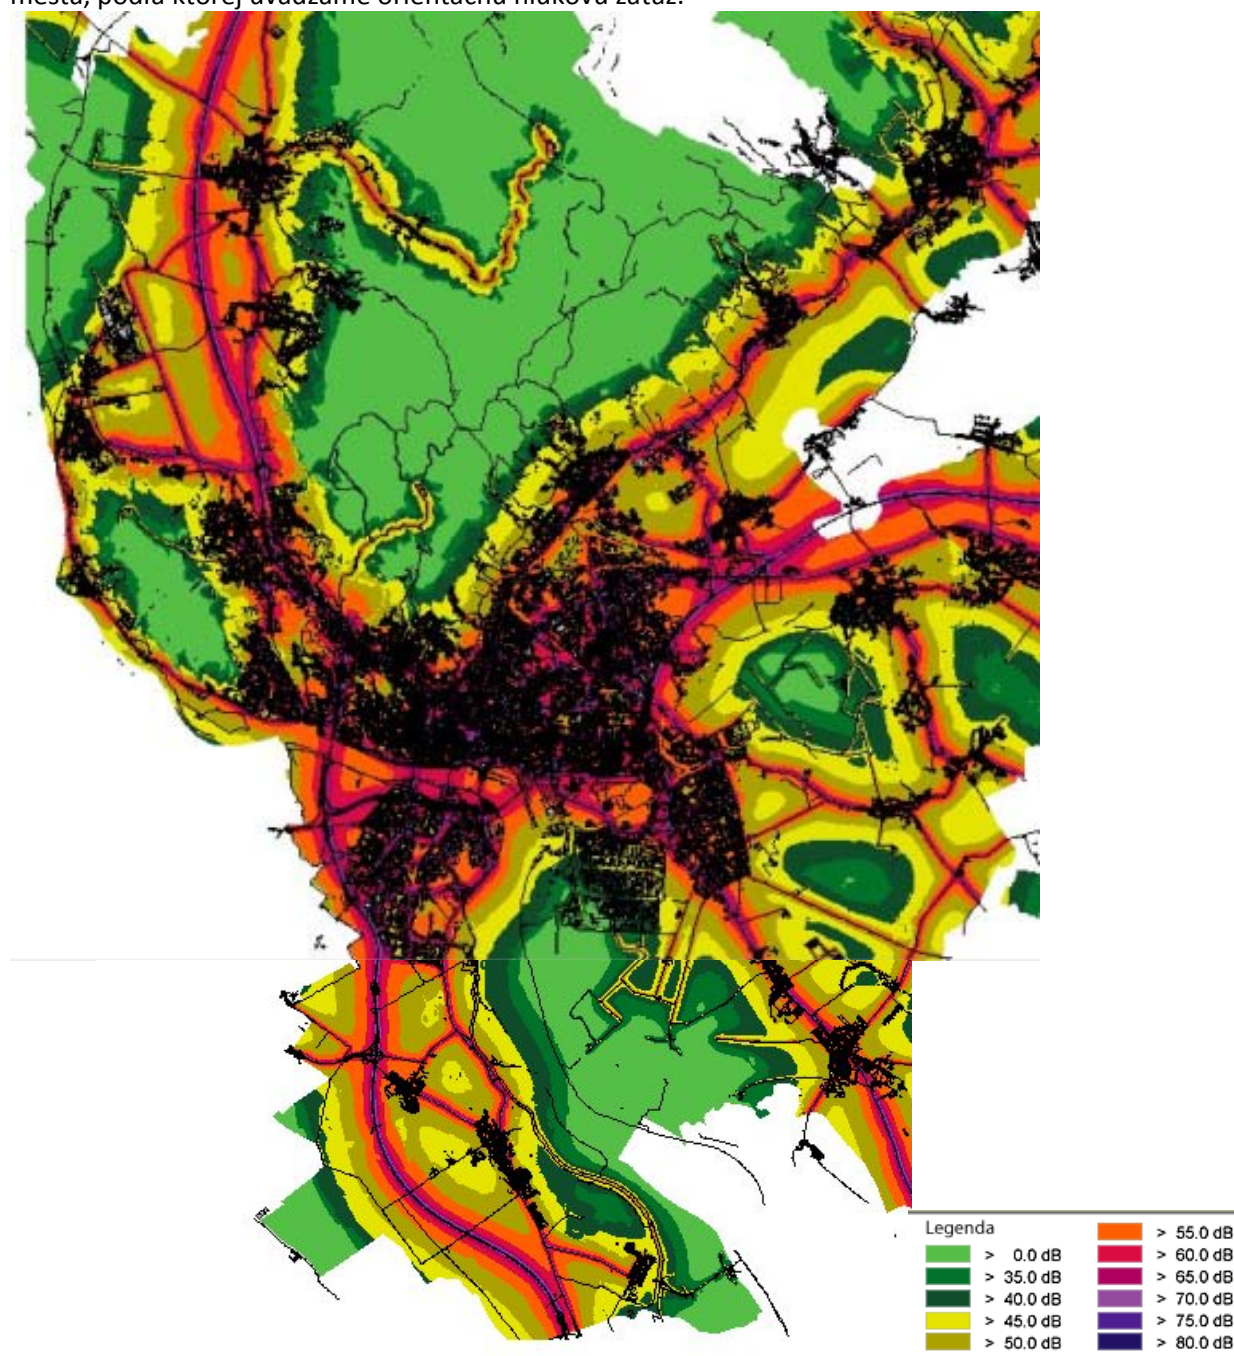 mesta, podľa ktorej uvádzame orientačnú hlukovú záťaž.
Legenda
> 0.0 dB
> 35.0 dB
> 40.0 dB
> 45.0 dB
> 50.0 dB
> 55.0 dB
> 60.0 dB
> 65.0 dB
> 70.0 dB
> 75.0 dB
> 80.0 dB